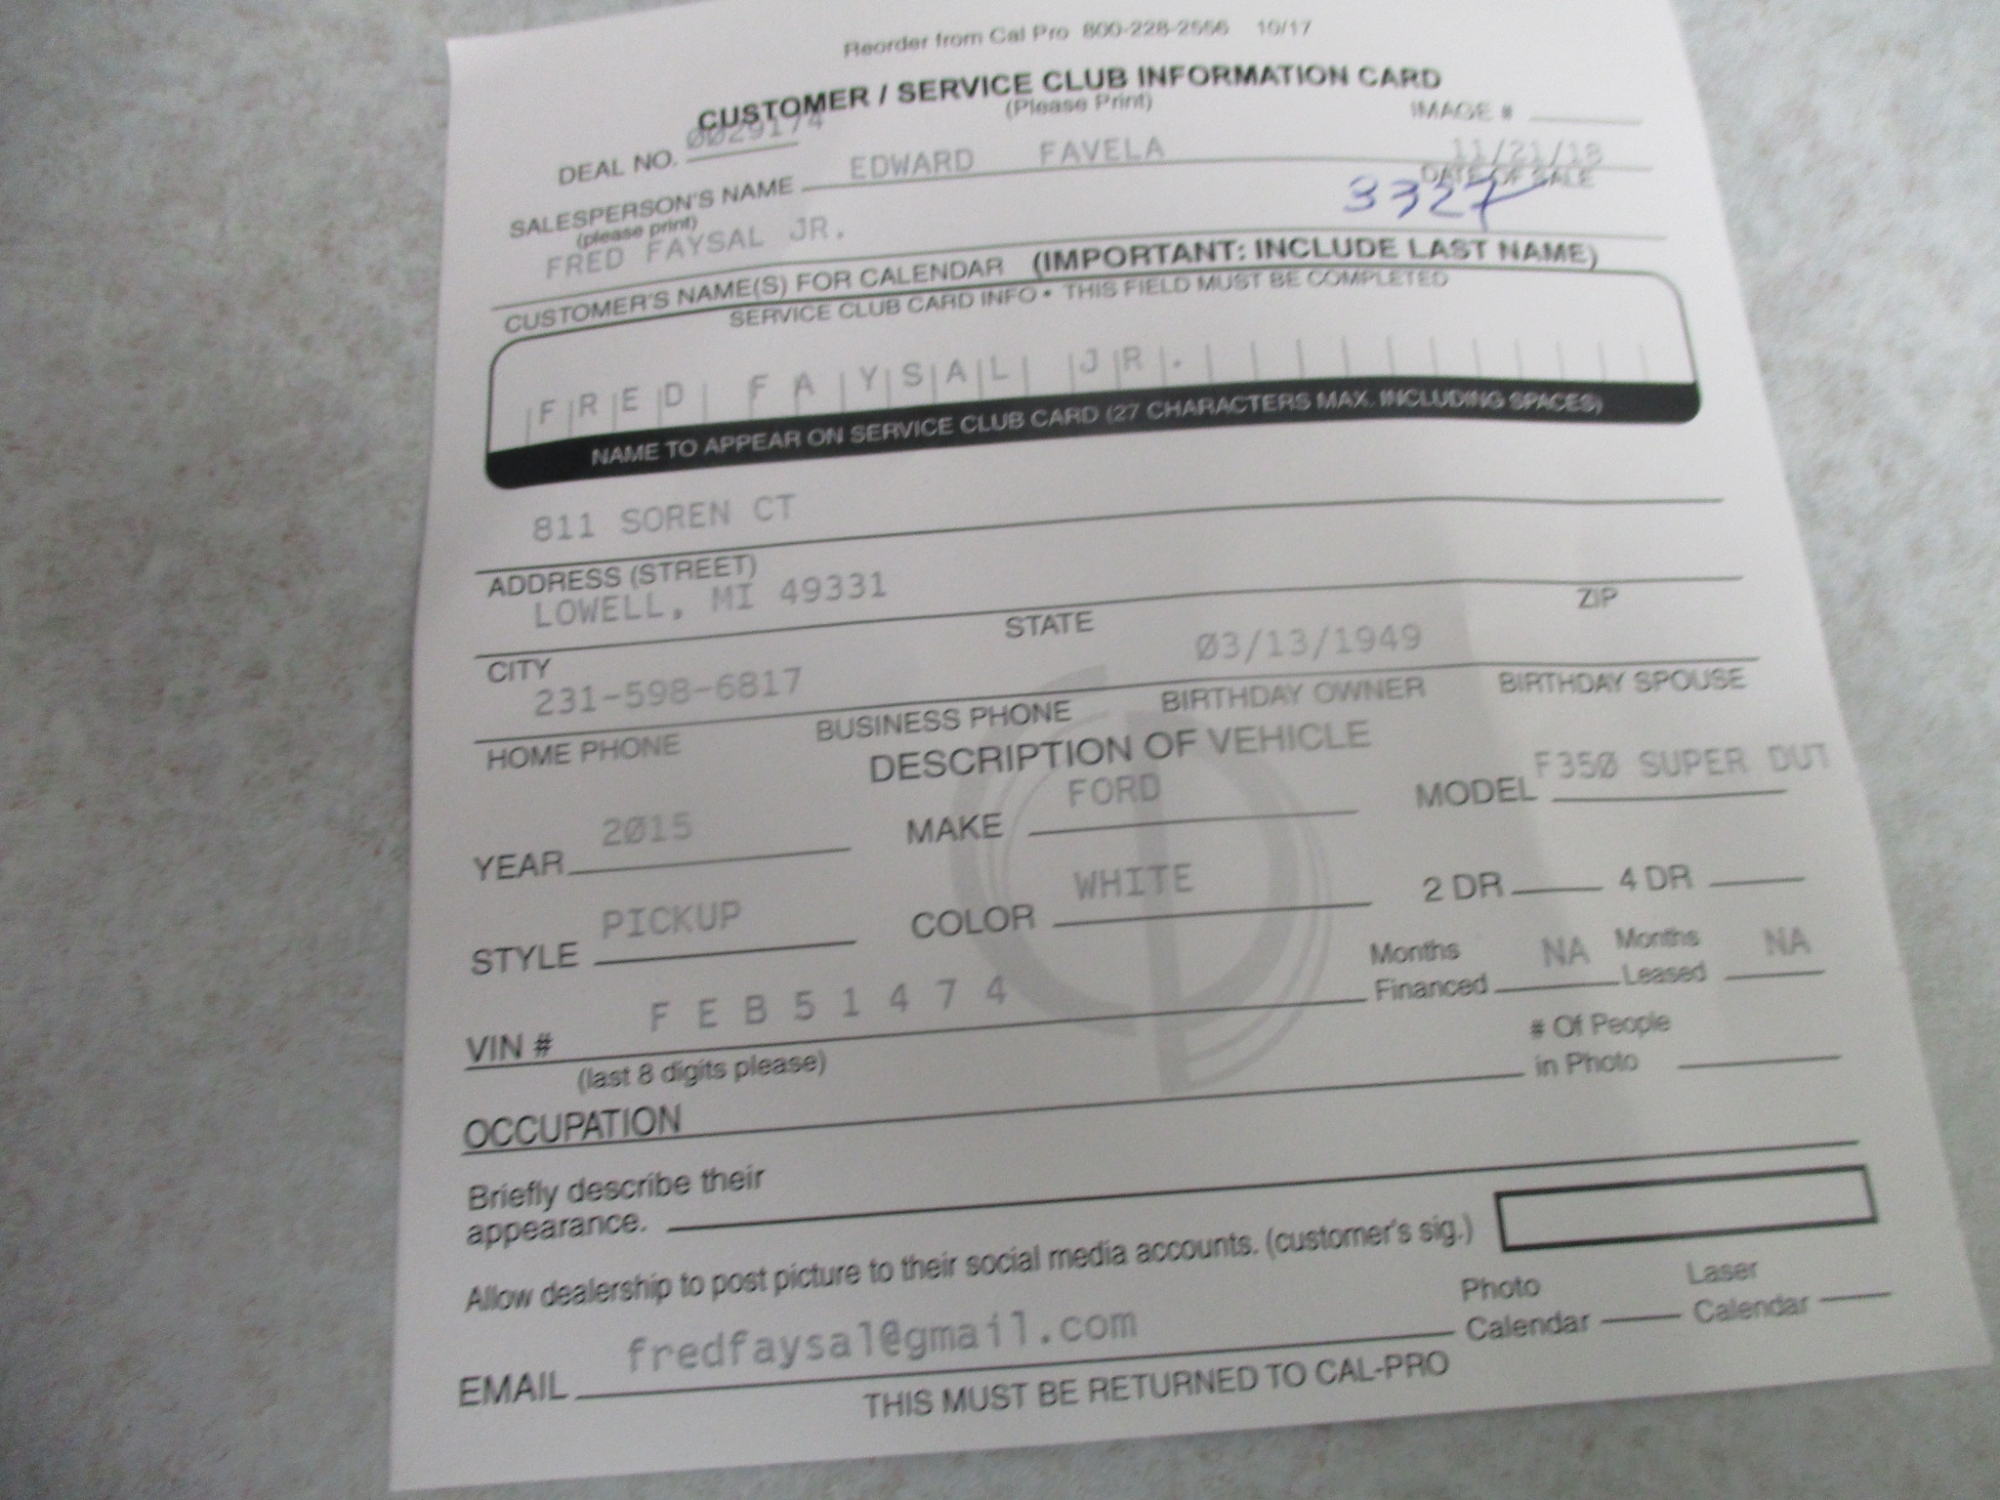 Reorder from Cal Pro 800-228-2556 10/17
CUSTOMER / SERVICE CLUB INFORMATION CARD
(Please Print)
IMAGE #
DEAL NO. 0029174
SALESPERSON'S NAME EDWARD FAVELA 11/21/18
(please print) DATE OF SALE
3327
FRED FAYSAL JR.
CUSTOMER'S NAME(S) FOR CALENDAR (IMPORTANT: INCLUDE LAST NAME)
SERVICE CLUB CARD INFO • THIS FIELD MUST BE COMPLETED
FRED FAYSAL JR.
NAME TO APPEAR ON SERVICE CLUB CARD (27 CHARACTERS MAX. INCLUDING SPACES)
811 SOREN CT
ADDRESS (STREET)
LOWELL, MI 49331
CITY STATE ZIP
231-598-6817 03/13/1949
HOME PHONE BUSINESS PHONE BIRTHDAY OWNER BIRTHDAY SPOUSE
DESCRIPTION OF VEHICLE
YEAR 2015 MAKE FORD MODEL F350 SUPER DUT
STYLE PICKUP COLOR WHITE 2 DR 4 DR
VIN # F E B 5 1 4 7 4 Months Financed NA Months Leased NA
(last 8 digits please)
OCCUPATION # Of People in Photo
Briefly describe their
appearance.
Allow dealership to post picture to their social media accounts. (customer's sig.)
EMAIL fredfaysal@gmail.com Photo Calendar Laser Calendar
THIS MUST BE RETURNED TO CAL-PRO